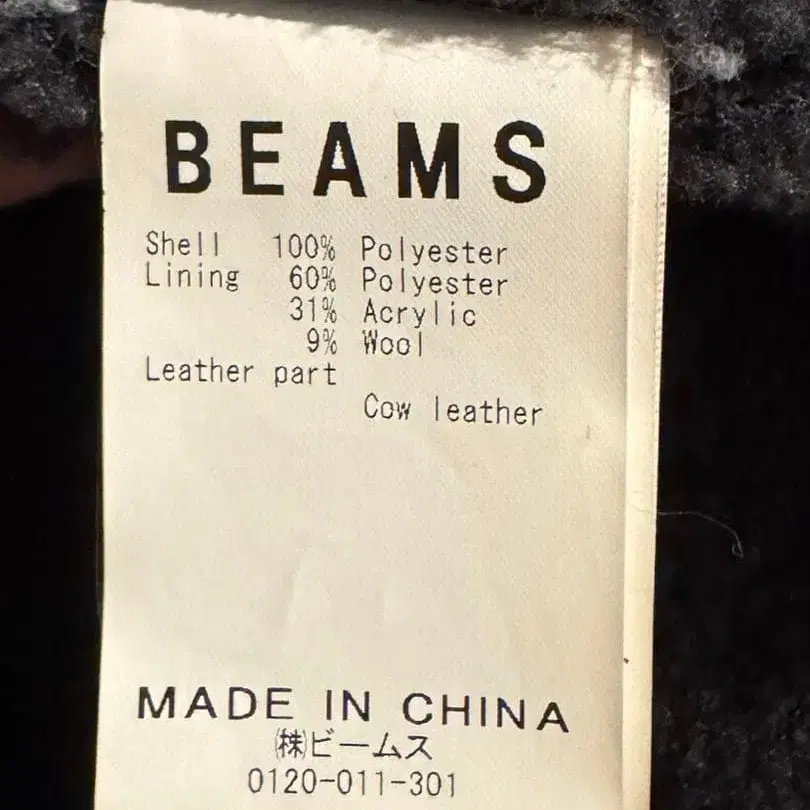 BEAMS
Shell 100% Polyester
Lining 60% Polyester
31% Acrylic
9% Wool
Leather part
Cow leather
MADE IN CHINA
㈱ビームス
0120-011-301